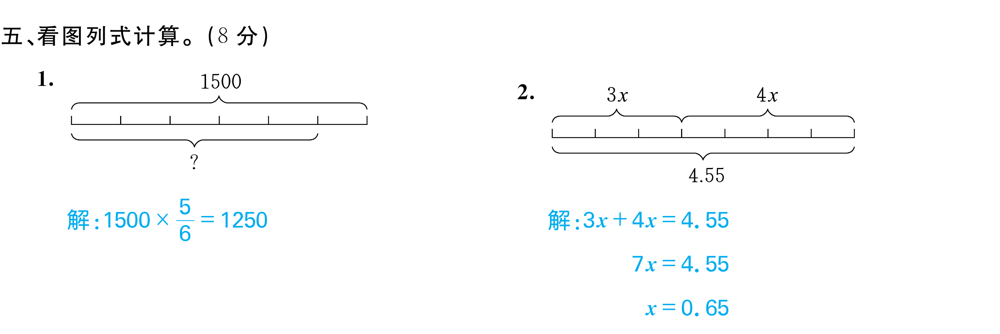 五、看图列式计算。(8 分)
1.
1500
?
解:1500 × 5/6 = 1250
2.
3x 4x
4.55
解:3x + 4x = 4.55
7x = 4.55
x = 0.65